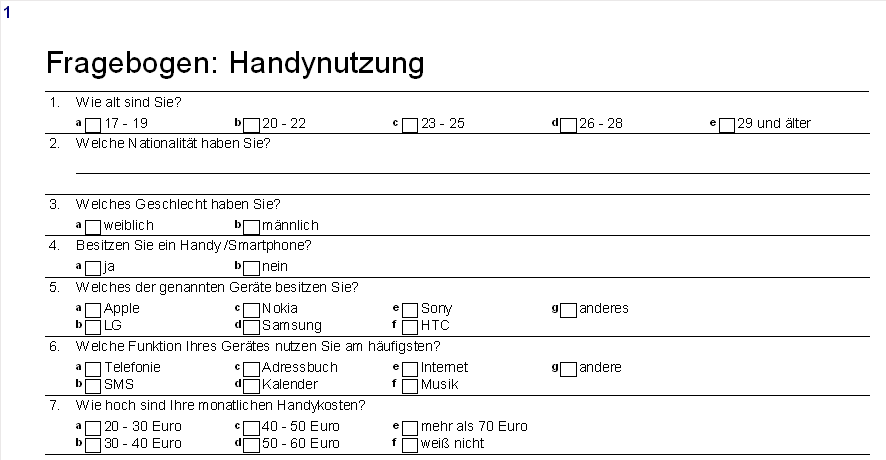 1
Fragebogen: Handynutzung
1. Wie alt sind Sie?
a 17 - 19 b 20 - 22 c 23 - 25 d 26 - 28 e 29 und älter
2. Welche Nationalität haben Sie?
3. Welches Geschlecht haben Sie?
a weiblich b männlich
4. Besitzen Sie ein Handy/Smartphone?
a ja b nein
5. Welches der genannten Geräte besitzen Sie?
a Apple c Nokia e Sony g anderes
b LG d Samsung f HTC
6. Welche Funktion Ihres Gerätes nutzen Sie am häufigsten?
a Telefonie c Adressbuch e Internet g andere
b SMS d Kalender f Musik
7. Wie hoch sind Ihre monatlichen Handykosten?
a 20 - 30 Euro c 40 - 50 Euro e mehr als 70 Euro
b 30 - 40 Euro d 50 - 60 Euro f weiß nicht